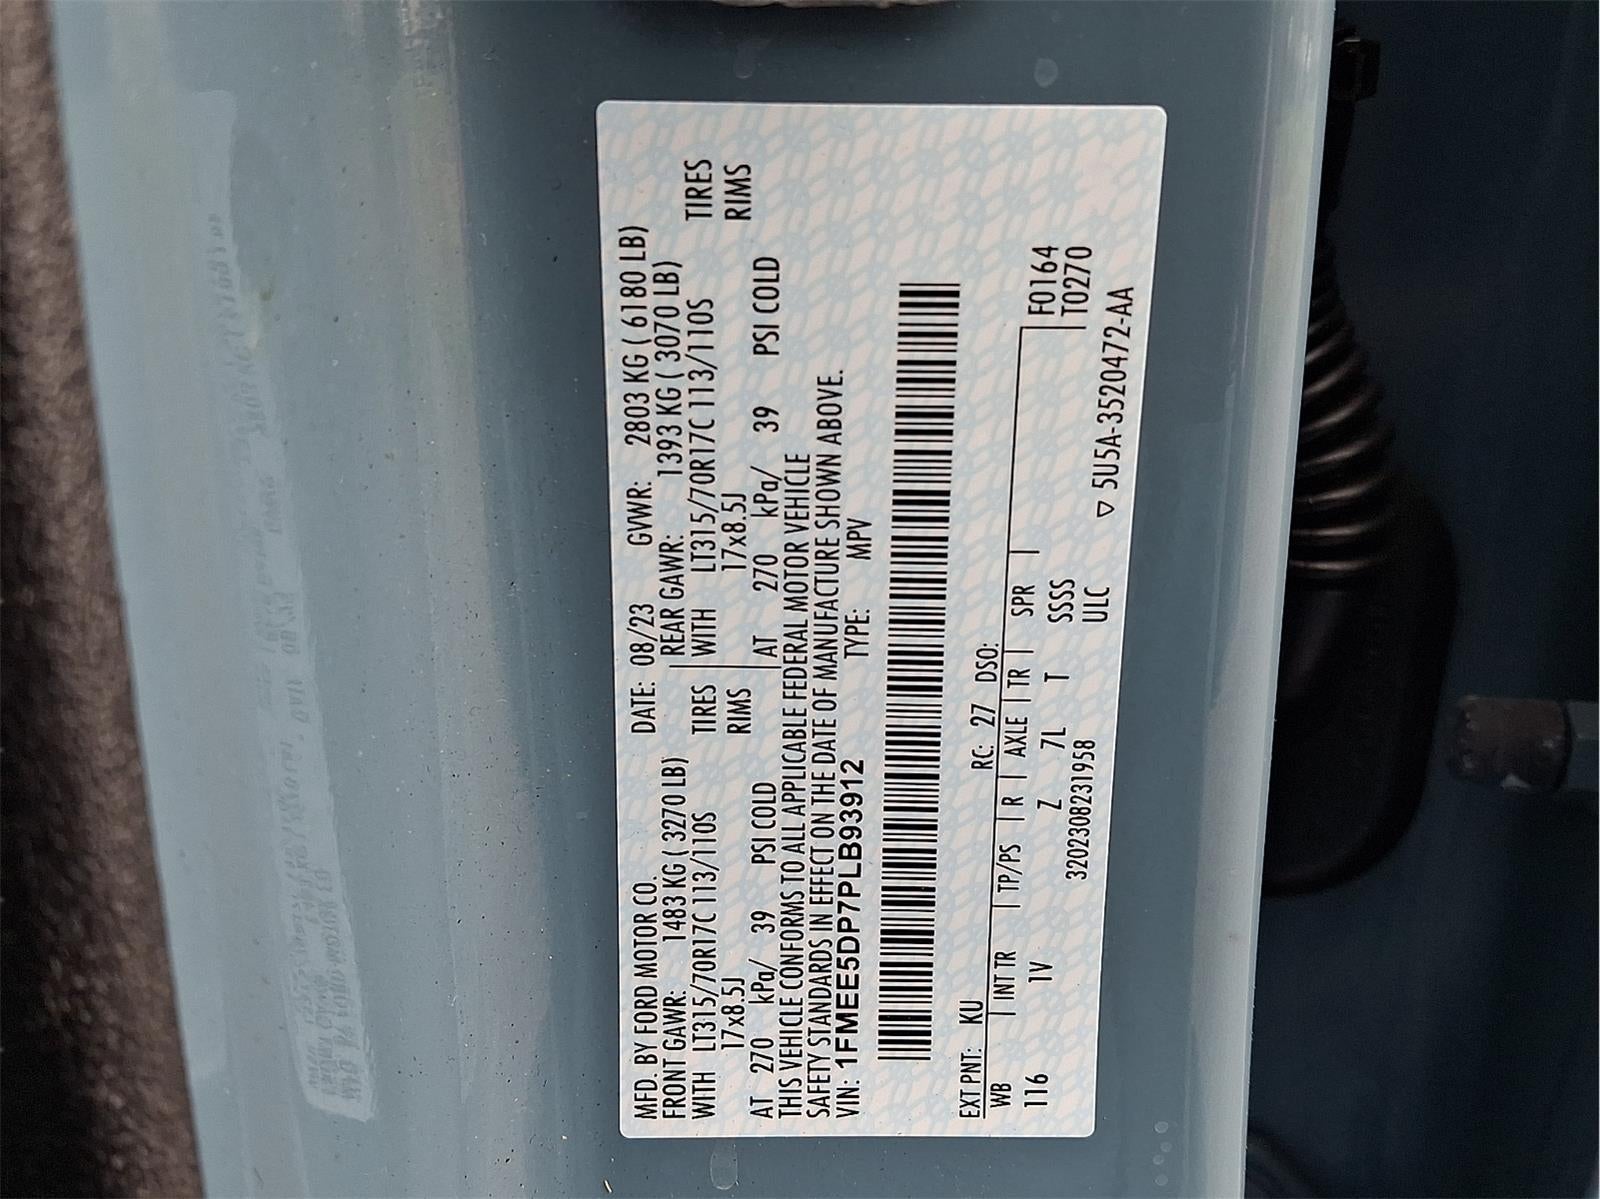 MFD. BY FORD MOTOR CO. DATE: 08/23 GVWR: 2803 KG ( 6180 LB)
FRONT GAWR: 1483 KG ( 3270 LB) REAR GAWR: 1393 KG ( 3070 LB)
WITH LT315/70R17C 113/110S TIRES WITH LT315/70R17C 113/110S TIRES
17x8.5J RIMS 17x8.5J RIMS
AT 270 kPa/ 39 PSI COLD AT 270 kPa/ 39 PSI COLD
THIS VEHICLE CONFORMS TO ALL APPLICABLE FEDERAL MOTOR VEHICLE
SAFETY STANDARDS IN EFFECT ON THE DATE OF MANUFACTURE SHOWN ABOVE.
VIN: 1FMEE5DP7PLB93912 TYPE: MPV
EXT PNT: KU RC: 27 DSO:
WB INT TR TP/PS R AXLE TR SPR F0164
116 1V Z 7L T SSSS T0270
3202308231958 ULC ▽ 5U5A-3520472-AA